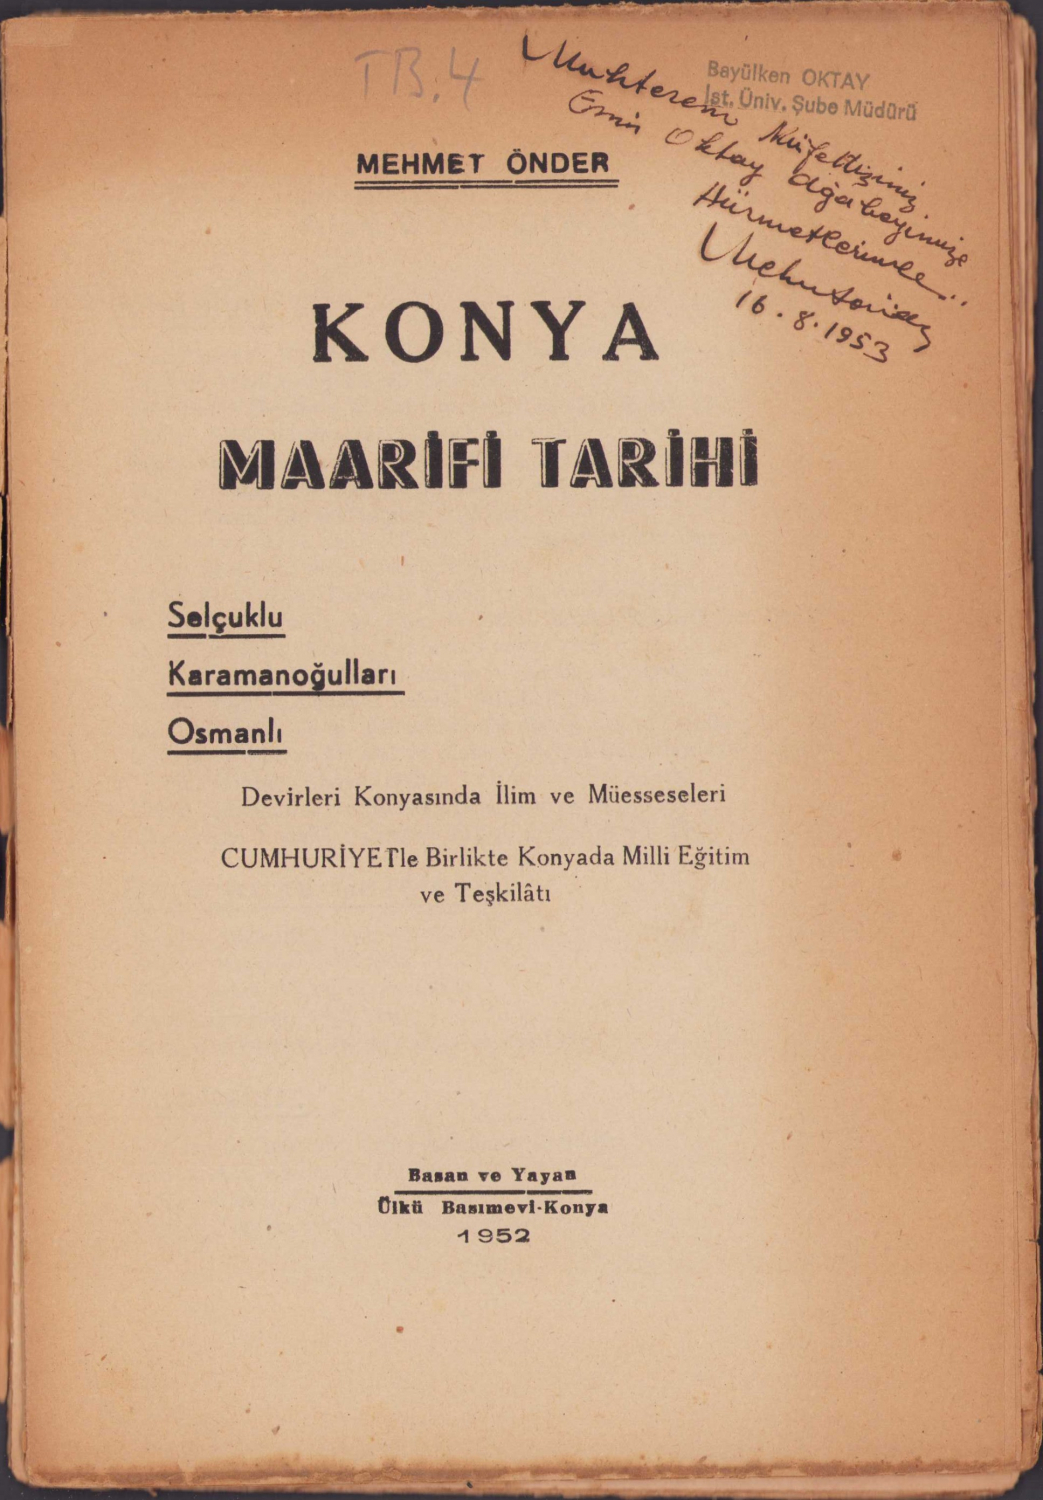 TB.4
Muhterem Müfettişimiz
Emin Oktay ağabeyimize
Hürmetlerimle..
Mehmet Önder
16.8.1953
Bayülken OKTAY
İst. Üniv. Şube Müdürü
MEHMET ÖNDER
KONYA
MAARİFİ TARİHİ
Selçuklu
Karamanoğulları
Osmanlı
Devirleri Konyasında İlim ve Müesseseleri
CUMHURİYETle Birlikte Konyada Milli Eğitim
ve Teşkilâtı
Basan ve Yayan
Ülkü Basımevi-Konya
1952